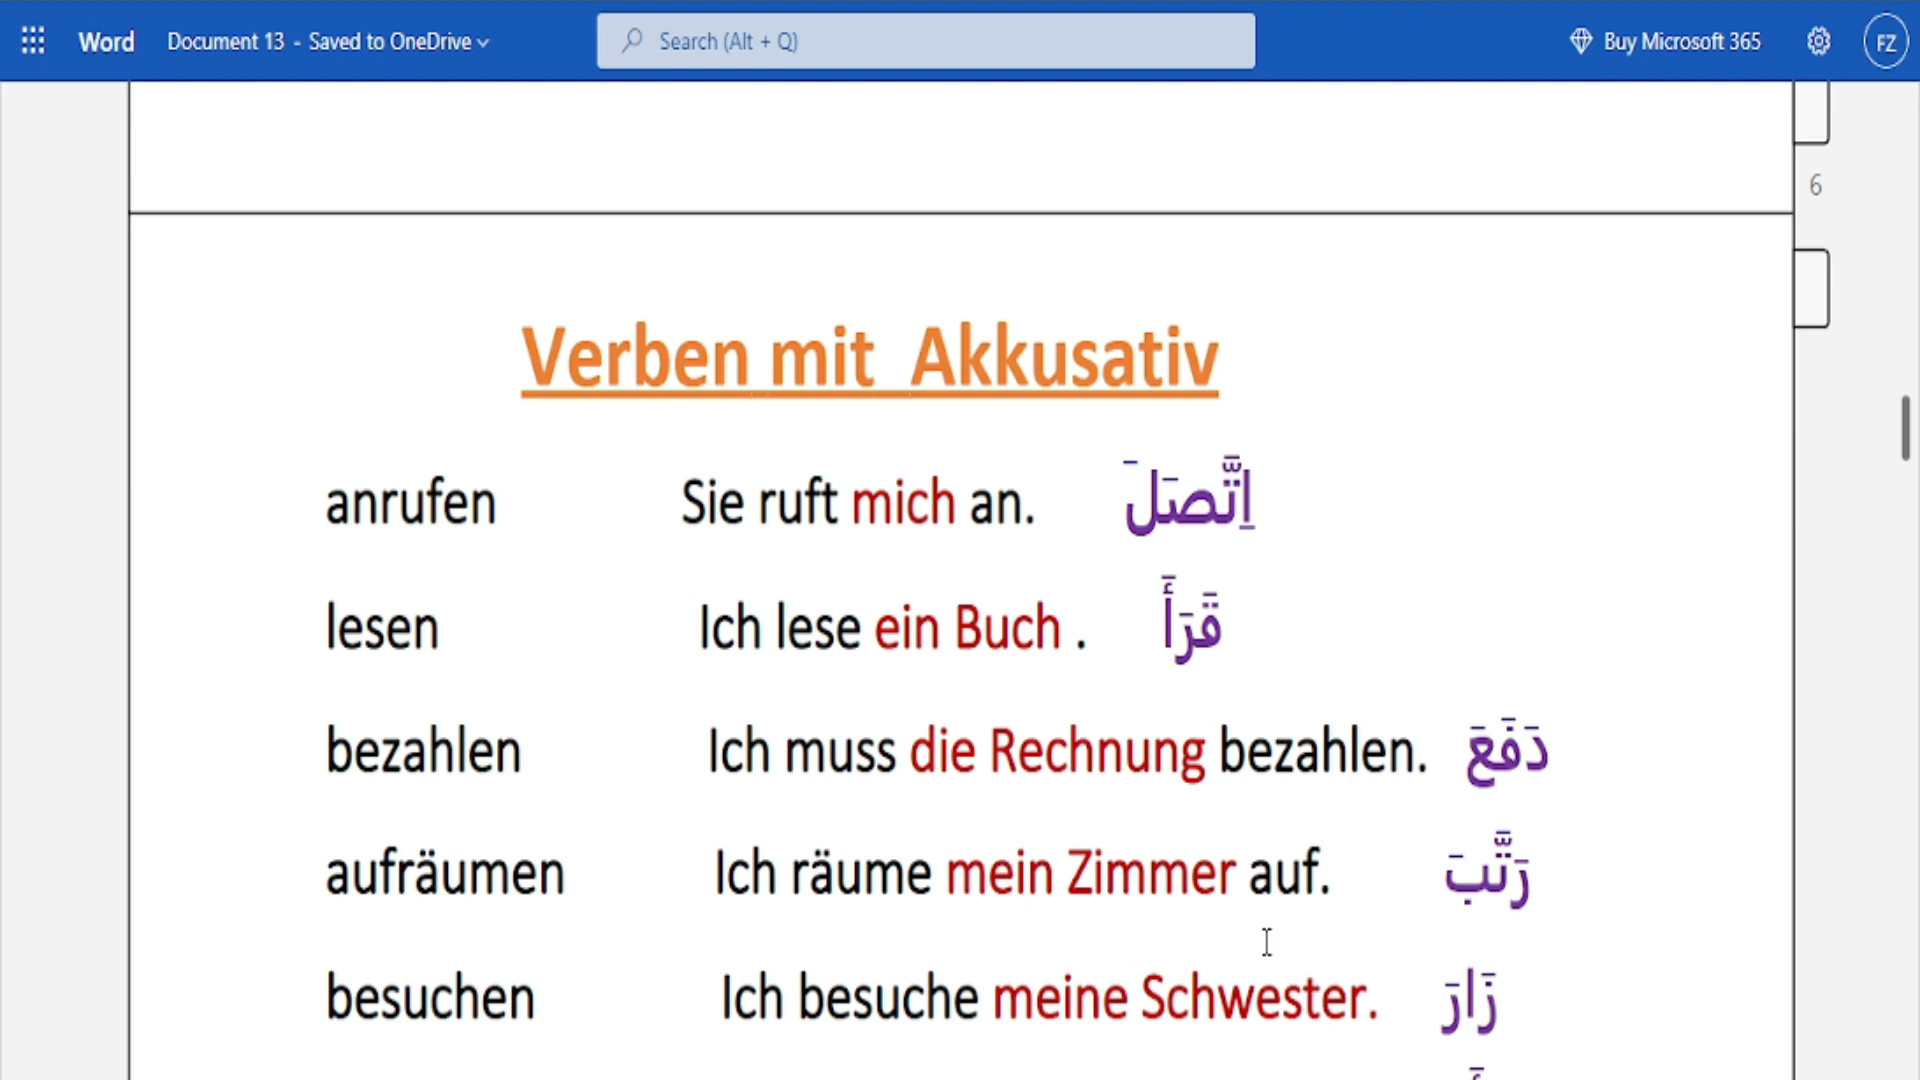 Word Document 13 - Saved to OneDrive Search (Alt + Q) Buy Microsoft 365 FZ
6
Verben mit Akkusativ
anrufen Sie ruft mich an. اِتَّصَلَ
lesen Ich lese ein Buch . قَرَأَ
bezahlen Ich muss die Rechnung bezahlen. دَفَعَ
aufräumen Ich räume mein Zimmer auf. رَتَّبَ
besuchen Ich besuche meine Schwester. زَارَ